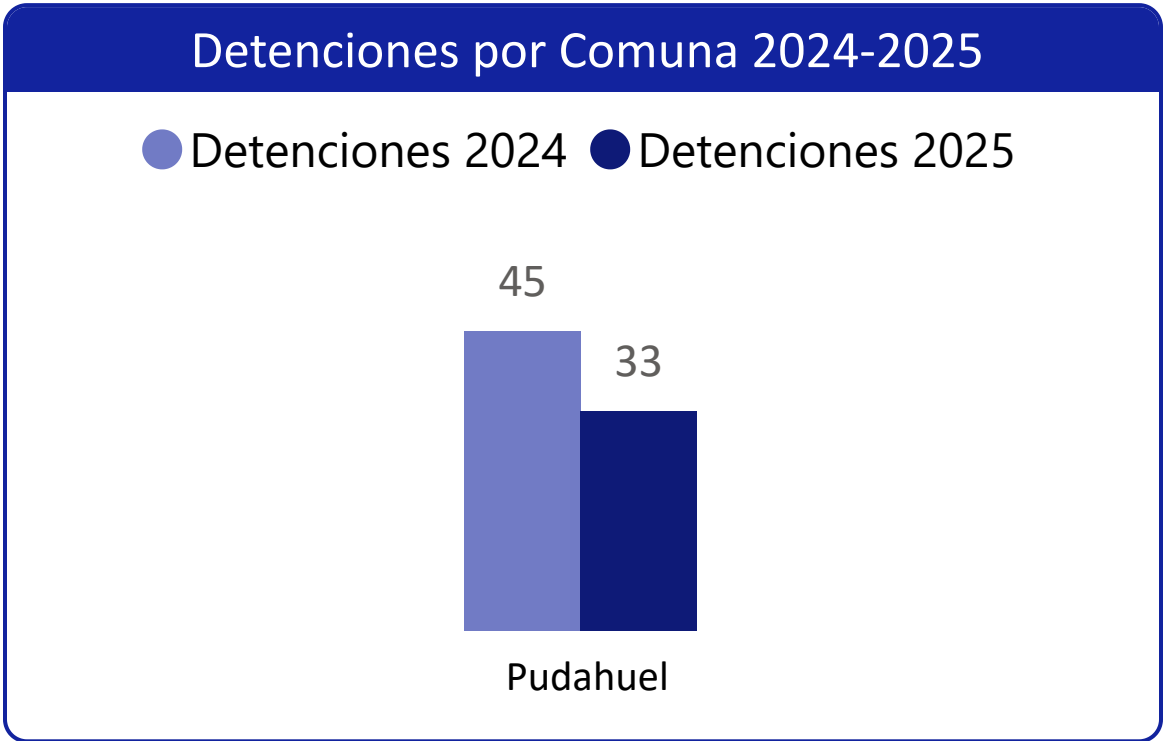 Detenciones por Comuna 2024-2025
Detenciones 2024 Detenciones 2025
45
33
Pudahuel